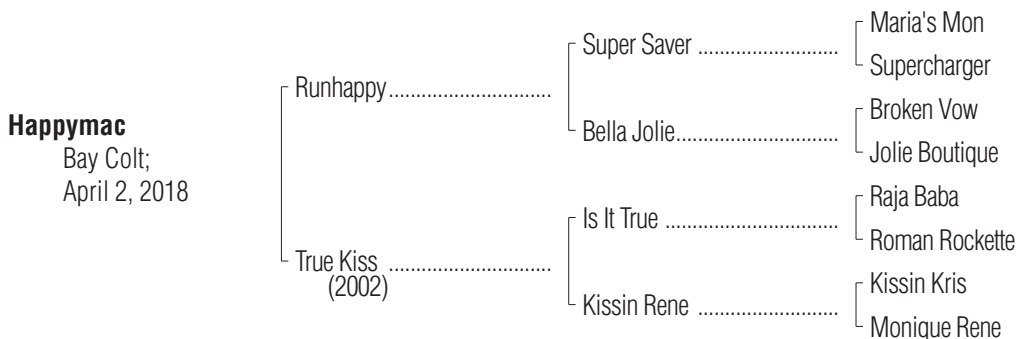 Happymac
Bay Colt;
April 2, 2018
Runhappy..................................
True Kiss ..................................
(2002)
Super Saver ..............................
Bella Jolie..................................
Is It True ....................................
Kissin Rene ..............................
Maria's Mon
Supercharger
Broken Vow
Jolie Boutique
Raja Baba
Roman Rockette
Kissin Kris
Monique Rene